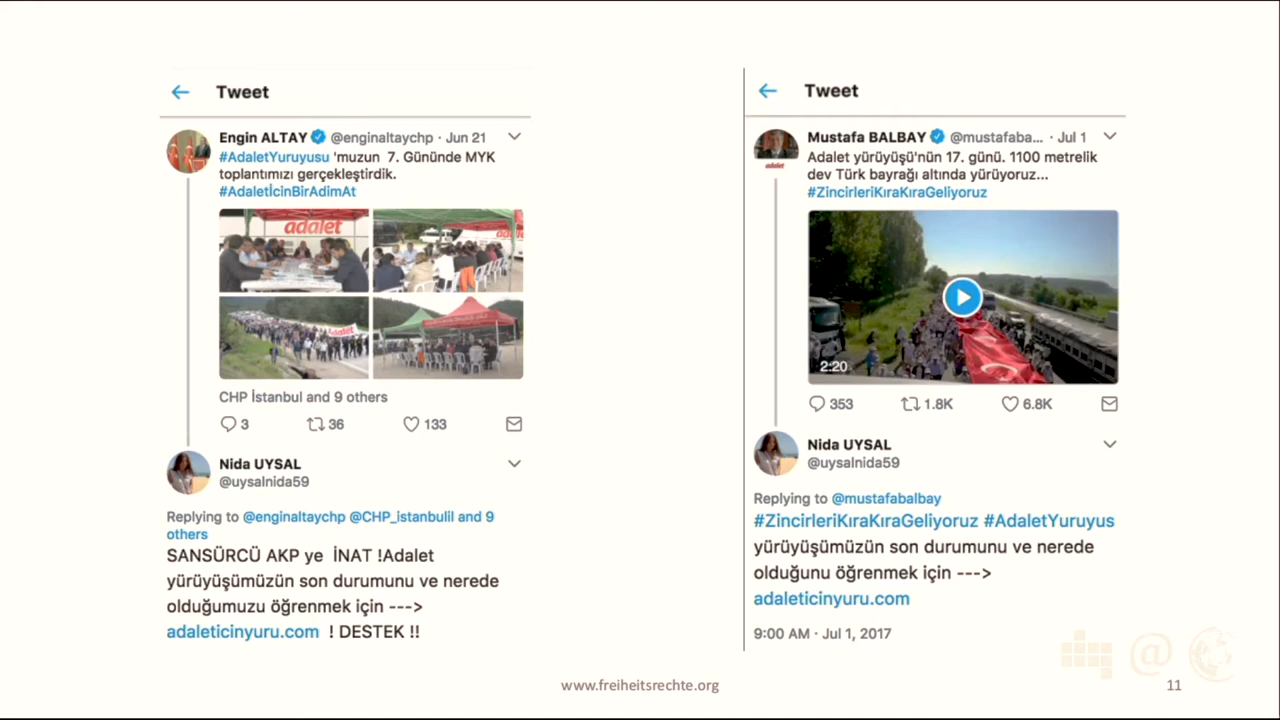 Tweet
Engin ALTAY @enginaltaychp · Jun 21
#AdaletYuruyusu 'muzun 7. Gününde MYK
toplantımızı gerçekleştirdik.
#AdaletİcinBirAdimAt
adalet
adalet
CHP İstanbul and 9 others
3 36 133
Nida UYSAL
@uysalnida59
Replying to @enginaltaychp @CHP_istanbulil and 9
others
SANSÜRCÜ AKP ye İNAT !Adalet
yürüyüşümüzün son durumunu ve nerede
olduğumuzu öğrenmek için --->
adaleticinyuru.com ! DESTEK !!
Tweet
Mustafa BALBAY @mustafaba... · Jul 1
adalet
Adalet yürüyüşü'nün 17. günü. 1100 metrelik
dev Türk bayrağı altında yürüyoruz...
#ZincirleriKıraKıraGeliyoruz
2:20
353 1.8K 6.8K
Nida UYSAL
@uysalnida59
Replying to @mustafabalbay
#ZincirleriKıraKıraGeliyoruz #AdaletYuruyus
yürüyüşümüzün son durumunu ve nerede
olduğunu öğrenmek için --->
adaleticinyuru.com
9:00 AM · Jul 1, 2017
www.freiheitsrechte.org
11